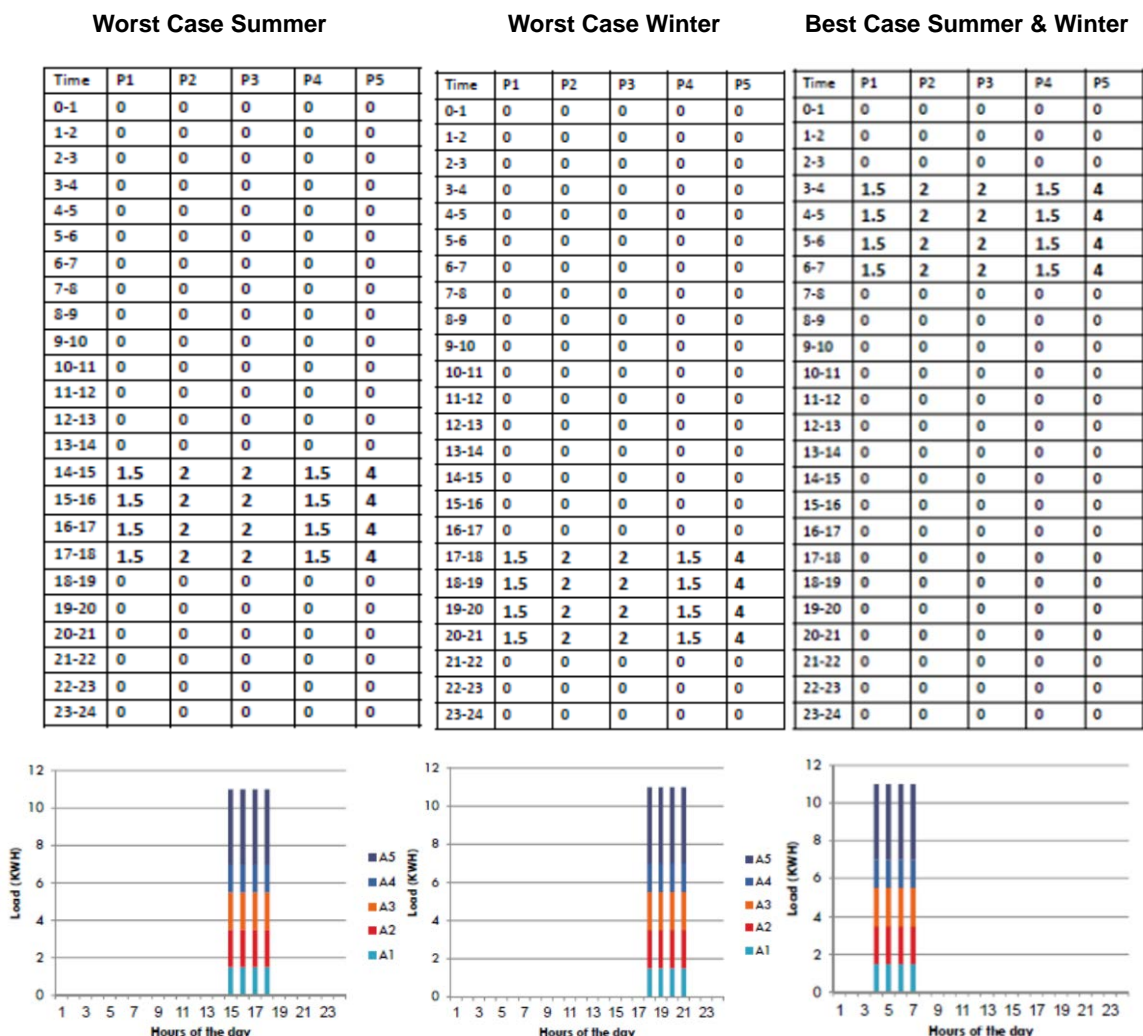 Worst Case Summer
Time P1 P2 P3 P4 P5
0-1 0 0 0 0 0
1-2 0 0 0 0 0
2-3 0 0 0 0 0
3-4 0 0 0 0 0
4-5 0 0 0 0 0
5-6 0 0 0 0 0
6-7 0 0 0 0 0
7-8 0 0 0 0 0
8-9 0 0 0 0 0
9-10 0 0 0 0 0
10-11 0 0 0 0 0
11-12 0 0 0 0 0
12-13 0 0 0 0 0
13-14 0 0 0 0 0
14-15 1.5 2 2 1.5 4
15-16 1.5 2 2 1.5 4
16-17 1.5 2 2 1.5 4
17-18 1.5 2 2 1.5 4
18-19 0 0 0 0 0
19-20 0 0 0 0 0
20-21 0 0 0 0 0
21-22 0 0 0 0 0
22-23 0 0 0 0 0
23-24 0 0 0 0 0
Worst Case Winter
Time P1 P2 P3 P4 P5
0-1 0 0 0 0 0
1-2 0 0 0 0 0
2-3 0 0 0 0 0
3-4 0 0 0 0 0
4-5 0 0 0 0 0
5-6 0 0 0 0 0
6-7 0 0 0 0 0
7-8 0 0 0 0 0
8-9 0 0 0 0 0
9-10 0 0 0 0 0
10-11 0 0 0 0 0
11-12 0 0 0 0 0
12-13 0 0 0 0 0
13-14 0 0 0 0 0
14-15 0 0 0 0 0
15-16 0 0 0 0 0
16-17 0 0 0 0 0
17-18 1.5 2 2 1.5 4
18-19 1.5 2 2 1.5 4
19-20 1.5 2 2 1.5 4
20-21 1.5 2 2 1.5 4
21-22 0 0 0 0 0
22-23 0 0 0 0 0
23-24 0 0 0 0 0
Best Case Summer & Winter
Time P1 P2 P3 P4 P5
0-1 0 0 0 0 0
1-2 0 0 0 0 0
2-3 0 0 0 0 0
3-4 1.5 2 2 1.5 4
4-5 1.5 2 2 1.5 4
5-6 1.5 2 2 1.5 4
6-7 1.5 2 2 1.5 4
7-8 0 0 0 0 0
8-9 0 0 0 0 0
9-10 0 0 0 0 0
10-11 0 0 0 0 0
11-12 0 0 0 0 0
12-13 0 0 0 0 0
13-14 0 0 0 0 0
14-15 0 0 0 0 0
15-16 0 0 0 0 0
16-17 0 0 0 0 0
17-18 0 0 0 0 0
18-19 0 0 0 0 0
19-20 0 0 0 0 0
20-21 0 0 0 0 0
21-22 0 0 0 0 0
22-23 0 0 0 0 0
23-24 0 0 0 0 0
Load (KWH)
12
10
8
6
4
2
0
1 3 5 7 9 11 13 15 17 19 21 23
Hours of the day
A5
A4
A3
A2
A1
Load (KWH)
12
10
8
6
4
2
0
1 3 5 7 9 11 13 15 17 19 21 23
Hours of the day
A5
A4
A3
A2
A1
Load (KWH)
12
10
8
6
4
2
0
1 3 5 7 9 11 13 15 17 19 21 23
Hours of the day